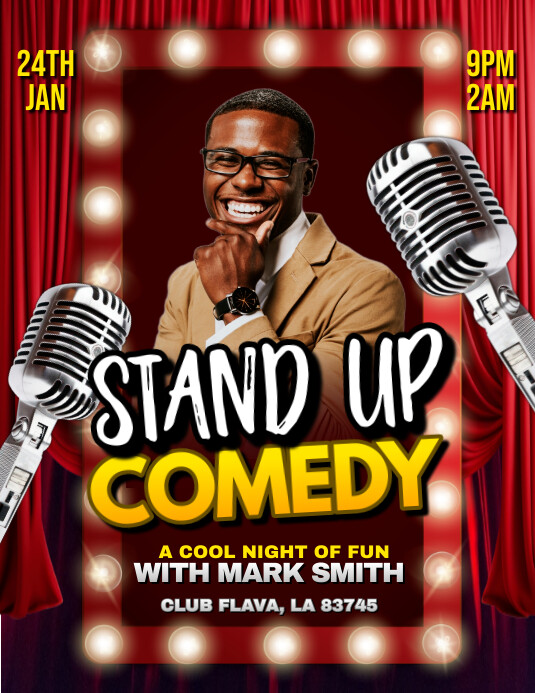 24TH
JAN
9PM
2AM
STAND UP
COMEDY
A COOL NIGHT OF FUN
WITH MARK SMITH
CLUB FLAVA, LA 83745